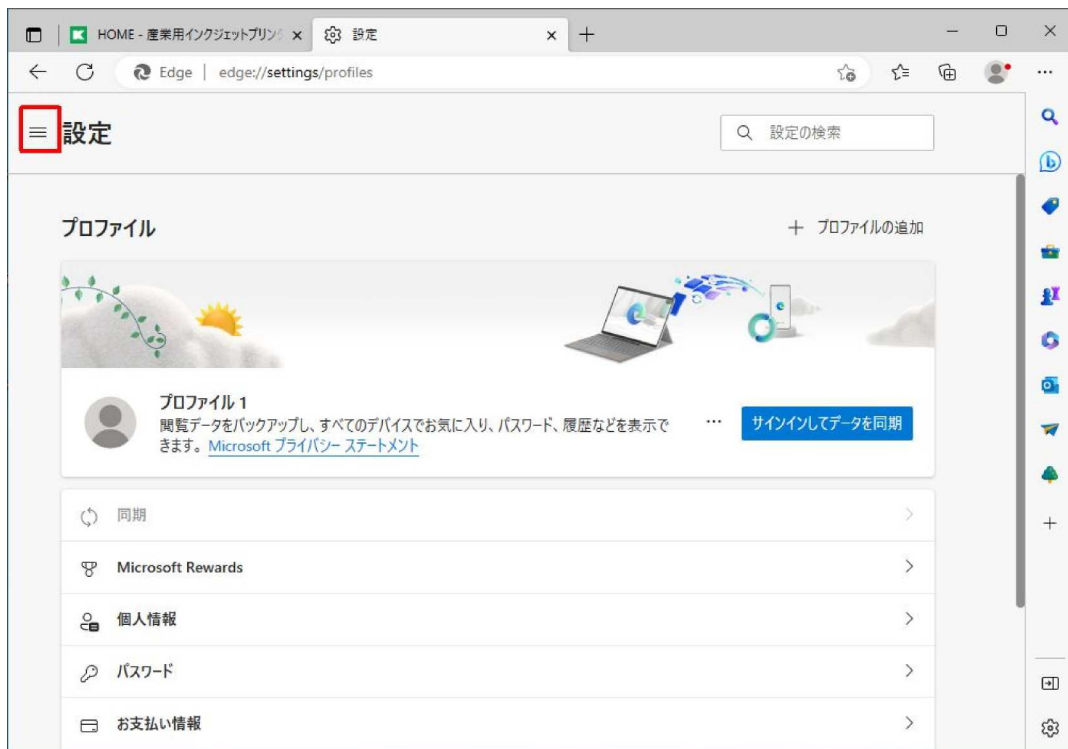 HOME - 産業用インクジェットプリン
設定
Edge | edge://settings/profiles
設定
設定の検索
プロファイル
プロファイルの追加
プロファイル 1
閲覧データをバックアップし、すべてのデバイスでお気に入り、パスワード、履歴などを表示で
きます。Microsoft プライバシー ステートメント
サインインしてデータを同期
同期
Microsoft Rewards
個人情報
パスワード
お支払い情報